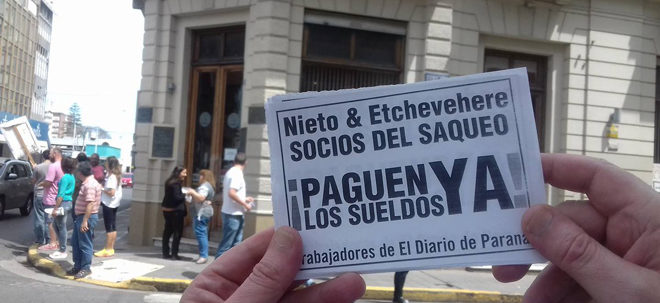 Nieto & Etchevehere
SOCIOS DEL SAQUEO
¡PAGUEN YA!
LOS SUELDOS
trabajadores de El Diario de Paraná